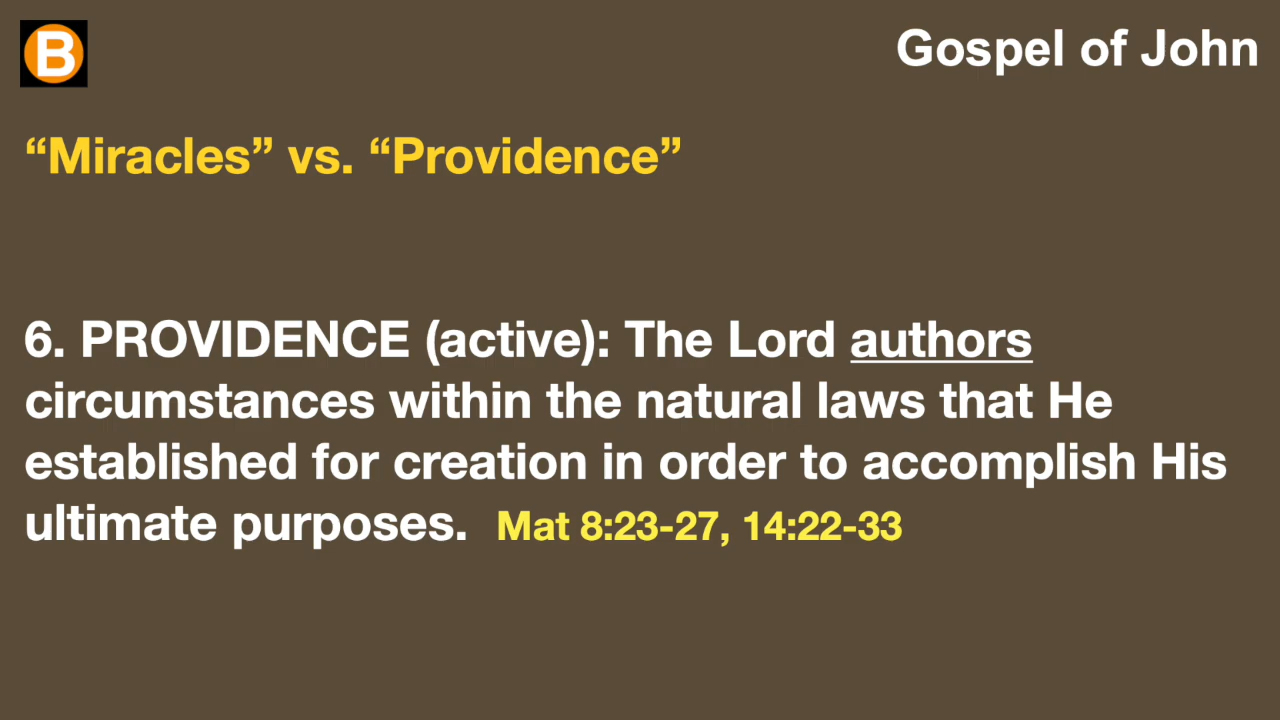 B
Gospel of John
“Miracles” vs. “Providence”
6. PROVIDENCE (active): The Lord authors
circumstances within the natural laws that He
established for creation in order to accomplish His
ultimate purposes. Mat 8:23-27, 14:22-33